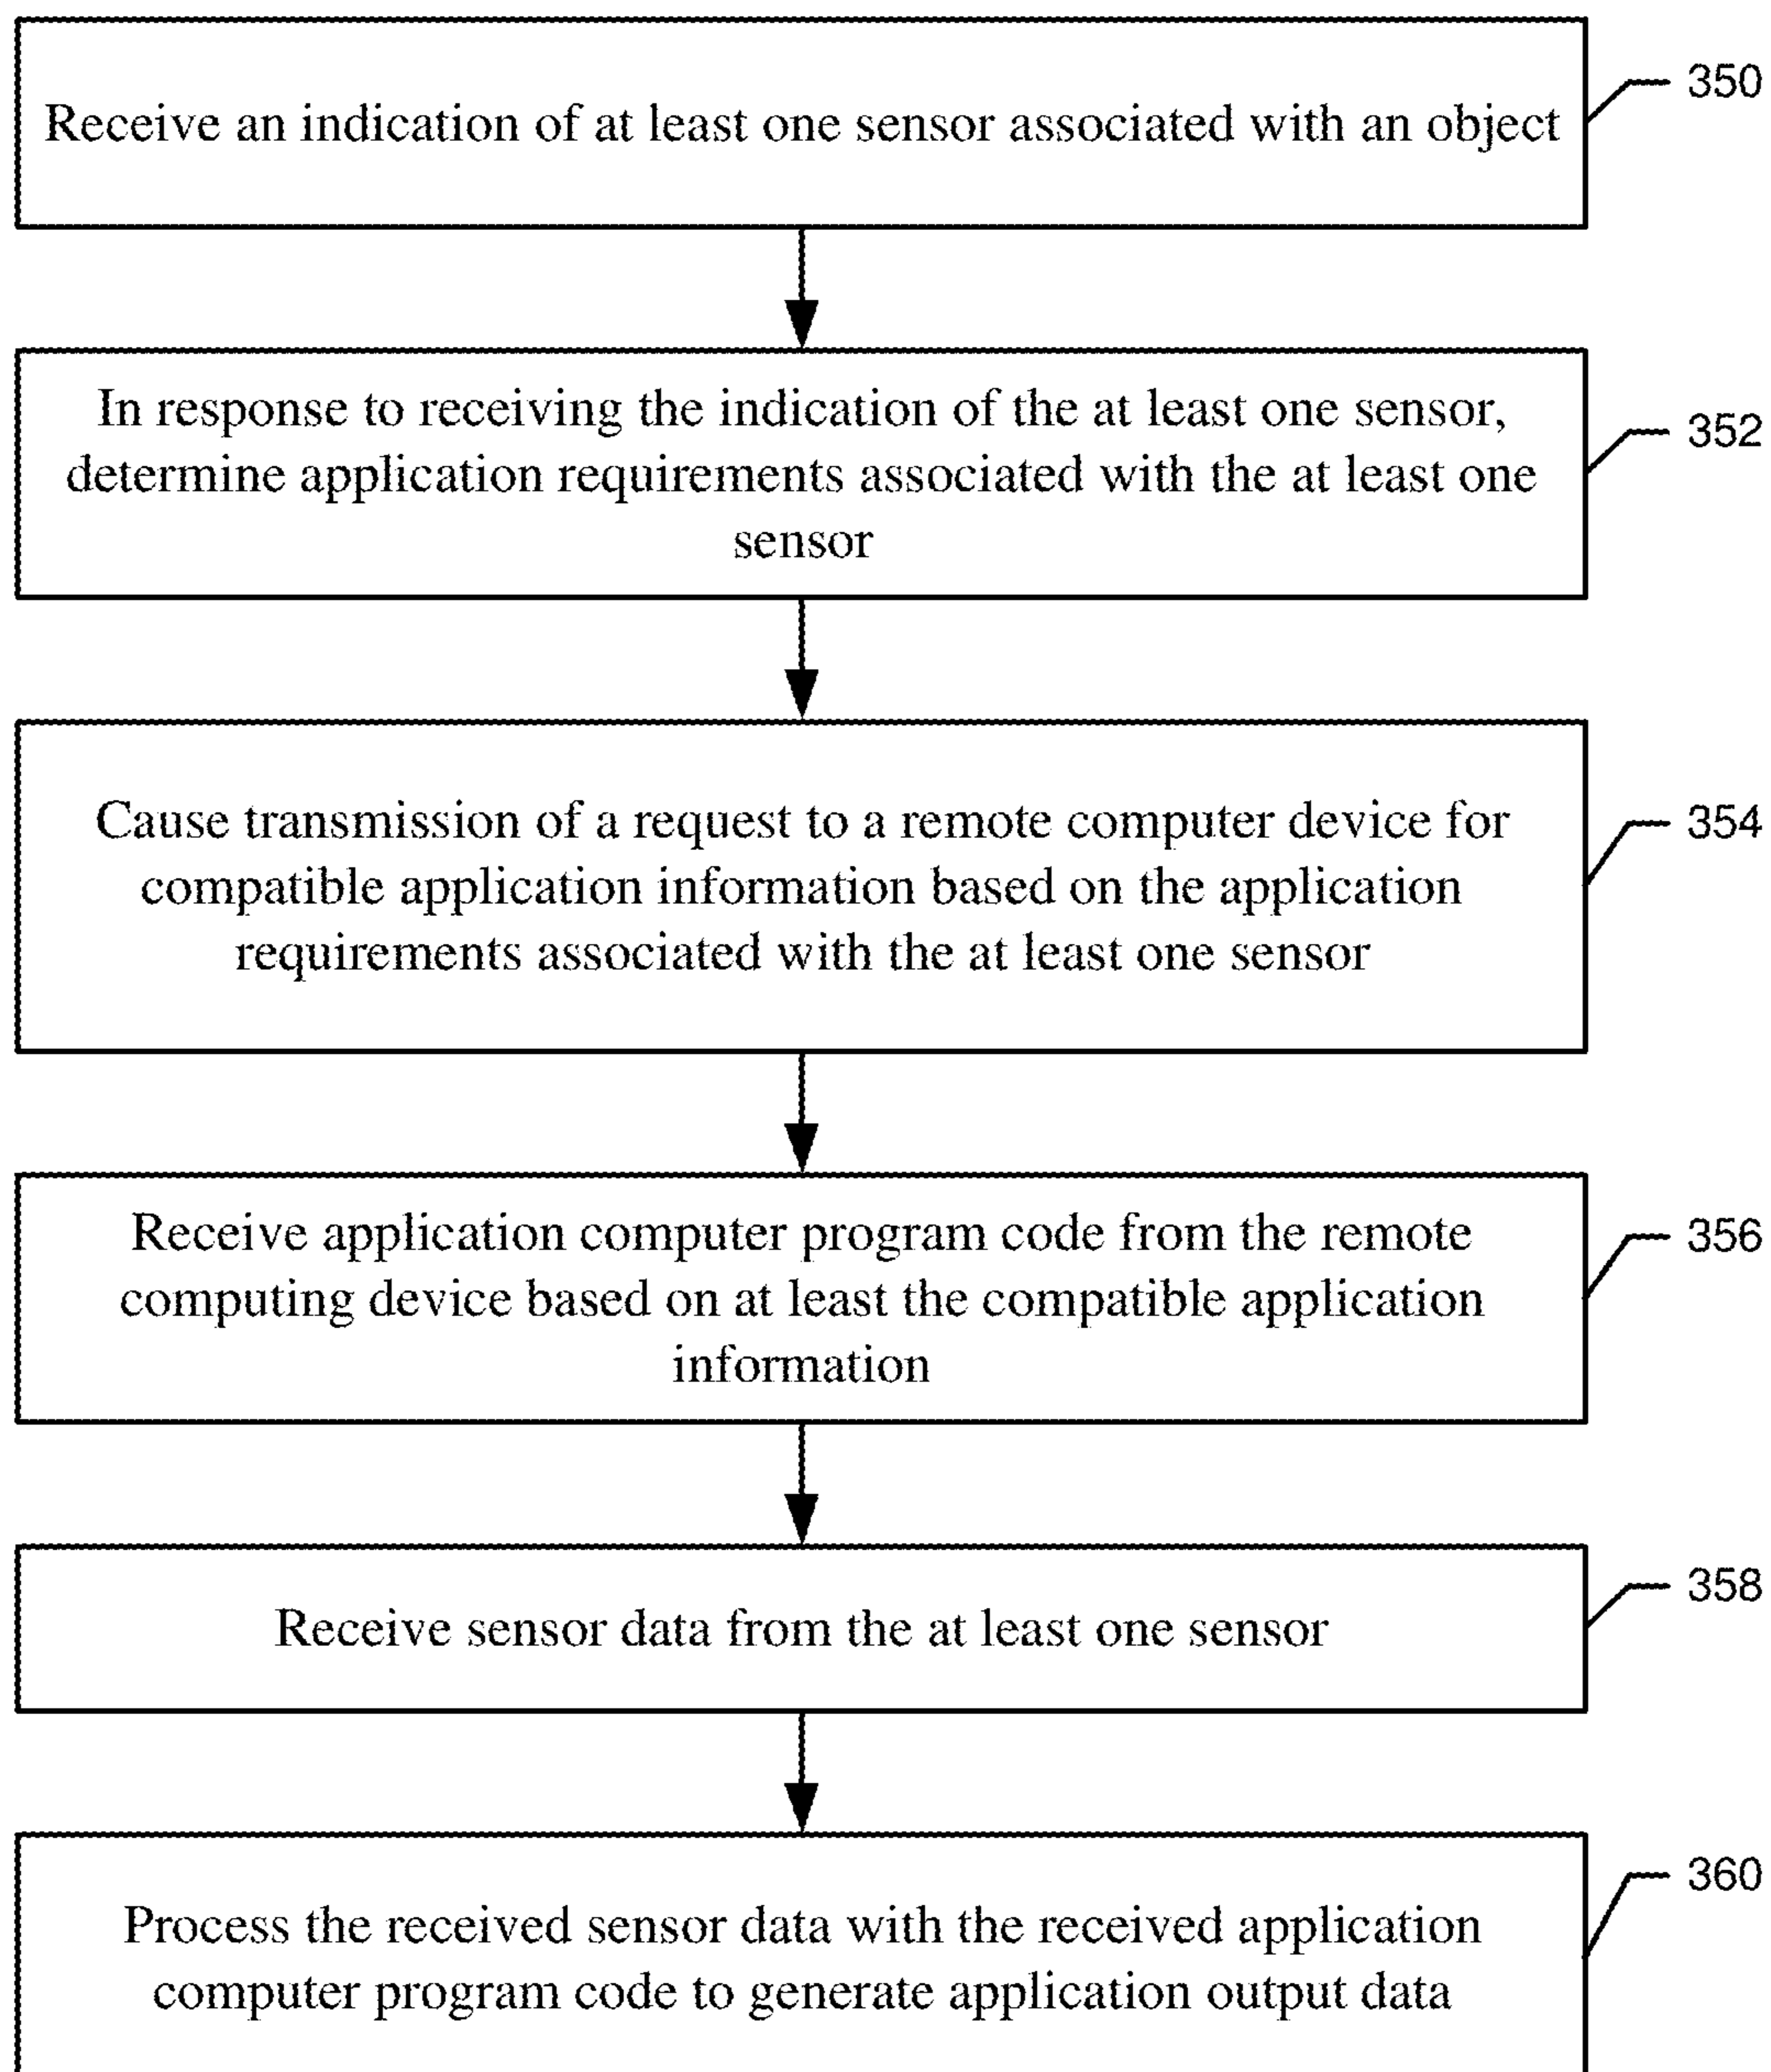 Receive an indication of at least one sensor associated with an object
350
In response to receiving the indication of the at least one sensor,
determine application requirements associated with the at least one
sensor
352
Cause transmission of a request to a remote computer device for
compatible application information based on the application
requirements associated with the at least one sensor
354
Receive application computer program code from the remote
computing device based on at least the compatible application
information
356
Receive sensor data from the at least one sensor
358
Process the received sensor data with the received application
computer program code to generate application output data
360